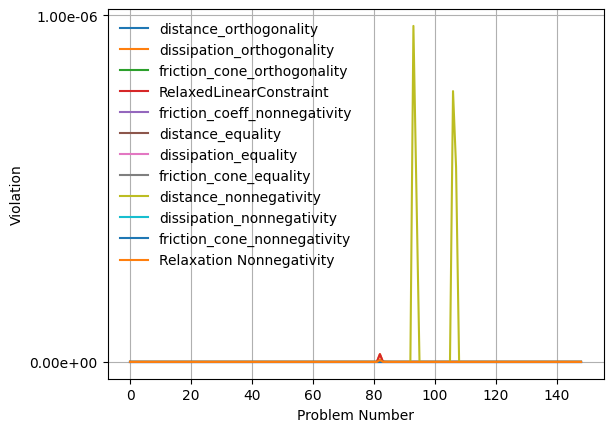 1.00e-06
distance_orthogonality
dissipation_orthogonality
friction_cone_orthogonality
RelaxedLinearConstraint
friction_coeff_nonnegativity
distance_equality
dissipation_equality
friction_cone_equality
distance_nonnegativity
dissipation_nonnegativity
friction_cone_nonnegativity
Relaxation Nonnegativity
Violation
0.00e+00
0 20 40 60 80 100 120 140
Problem Number